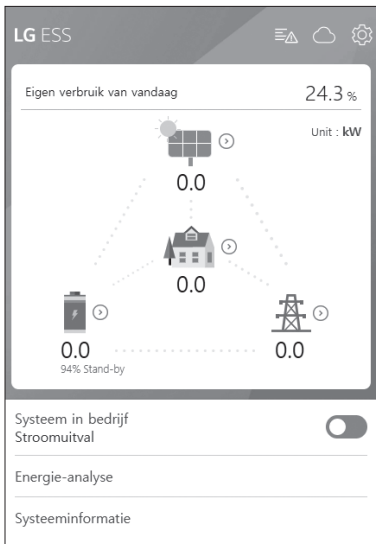 LG ESS
Eigen verbruik van vandaag 24.3 %
Unit : kW
0.0
0.0
0.0 0.0
94% Stand-by
Systeem in bedrijf
Stroomuitval
Energie-analyse
Systeeminformatie